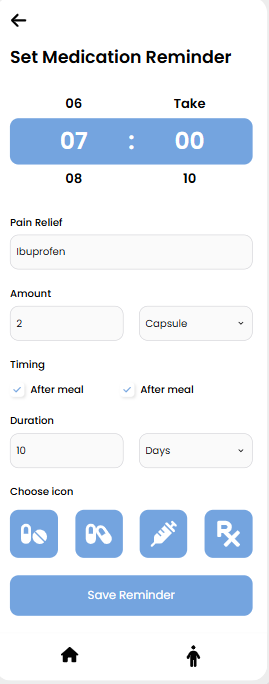 Set Medication Reminder
06 Take
07 : 00
08 10
Pain Relief
Ibuprofen
Amount
2 Capsule
Timing
After meal After meal
Duration
10 Days
Choose icon
Rx
Save Reminder